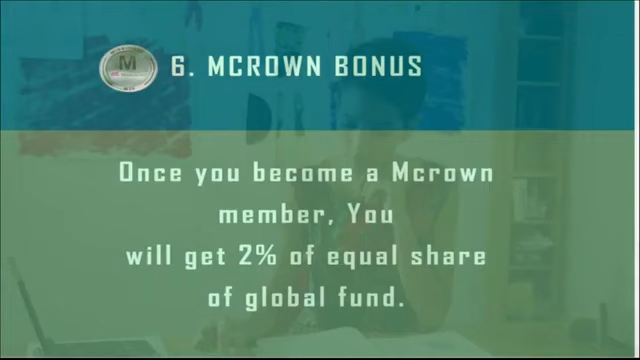 6. MCROWN BONUS
Once you become a Mcrown
member, You
will get 2% of equal share
of global fund.